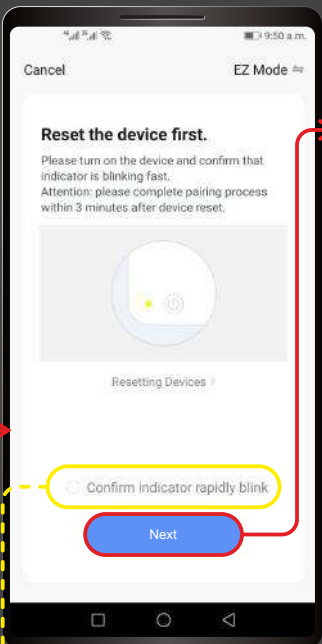 9:50 a.m.
Cancel
EZ Mode ⇋
Reset the device first.
Please turn on the device and confirm that
indicator is blinking fast.
Attention: please complete pairing process
within 3 minutes after device reset.
Resetting Devices ?
Confirm indicator rapidly blink
Next